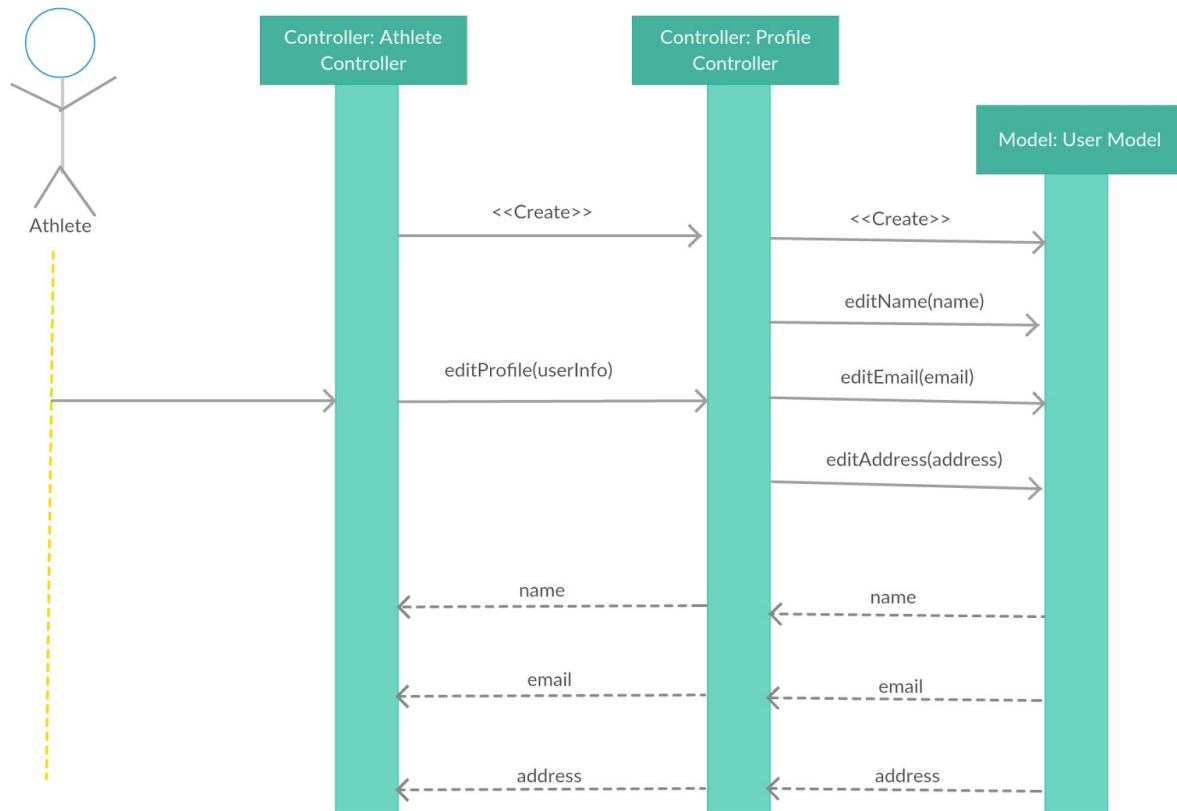 Controller: Athlete
Controller
Controller: Profile
Controller
Model: User Model
Athlete
<<Create>>
<<Create>>
editName(name)
editProfile(userInfo)
editEmail(email)
editAddress(address)
name
name
email
email
address
address